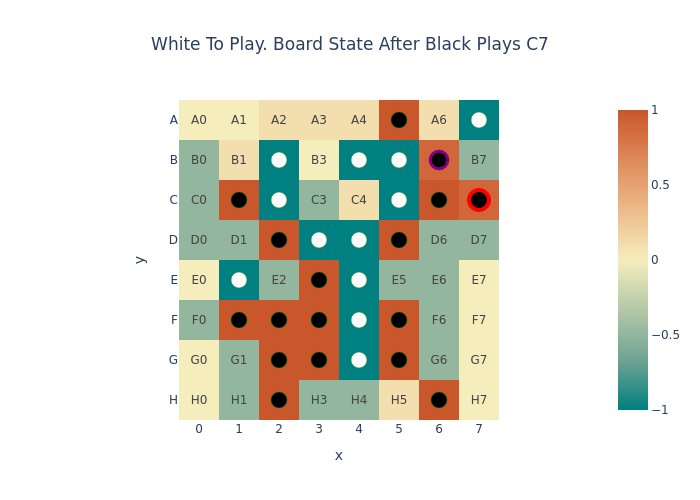 White To Play. Board State After Black Plays C7
A A0 A1 A2 A3 A4 A6
B B0 B1 B3 B7
C C0 C3 C4
D D0 D1 D6 D7
E E0 E2 E5 E6 E7
F F0 F6 F7
G G0 G1 G6 G7
H H0 H1 H3 H4 H5 H7
0 1 2 3 4 5 6 7
x
y
1
0.5
0
−0.5
−1